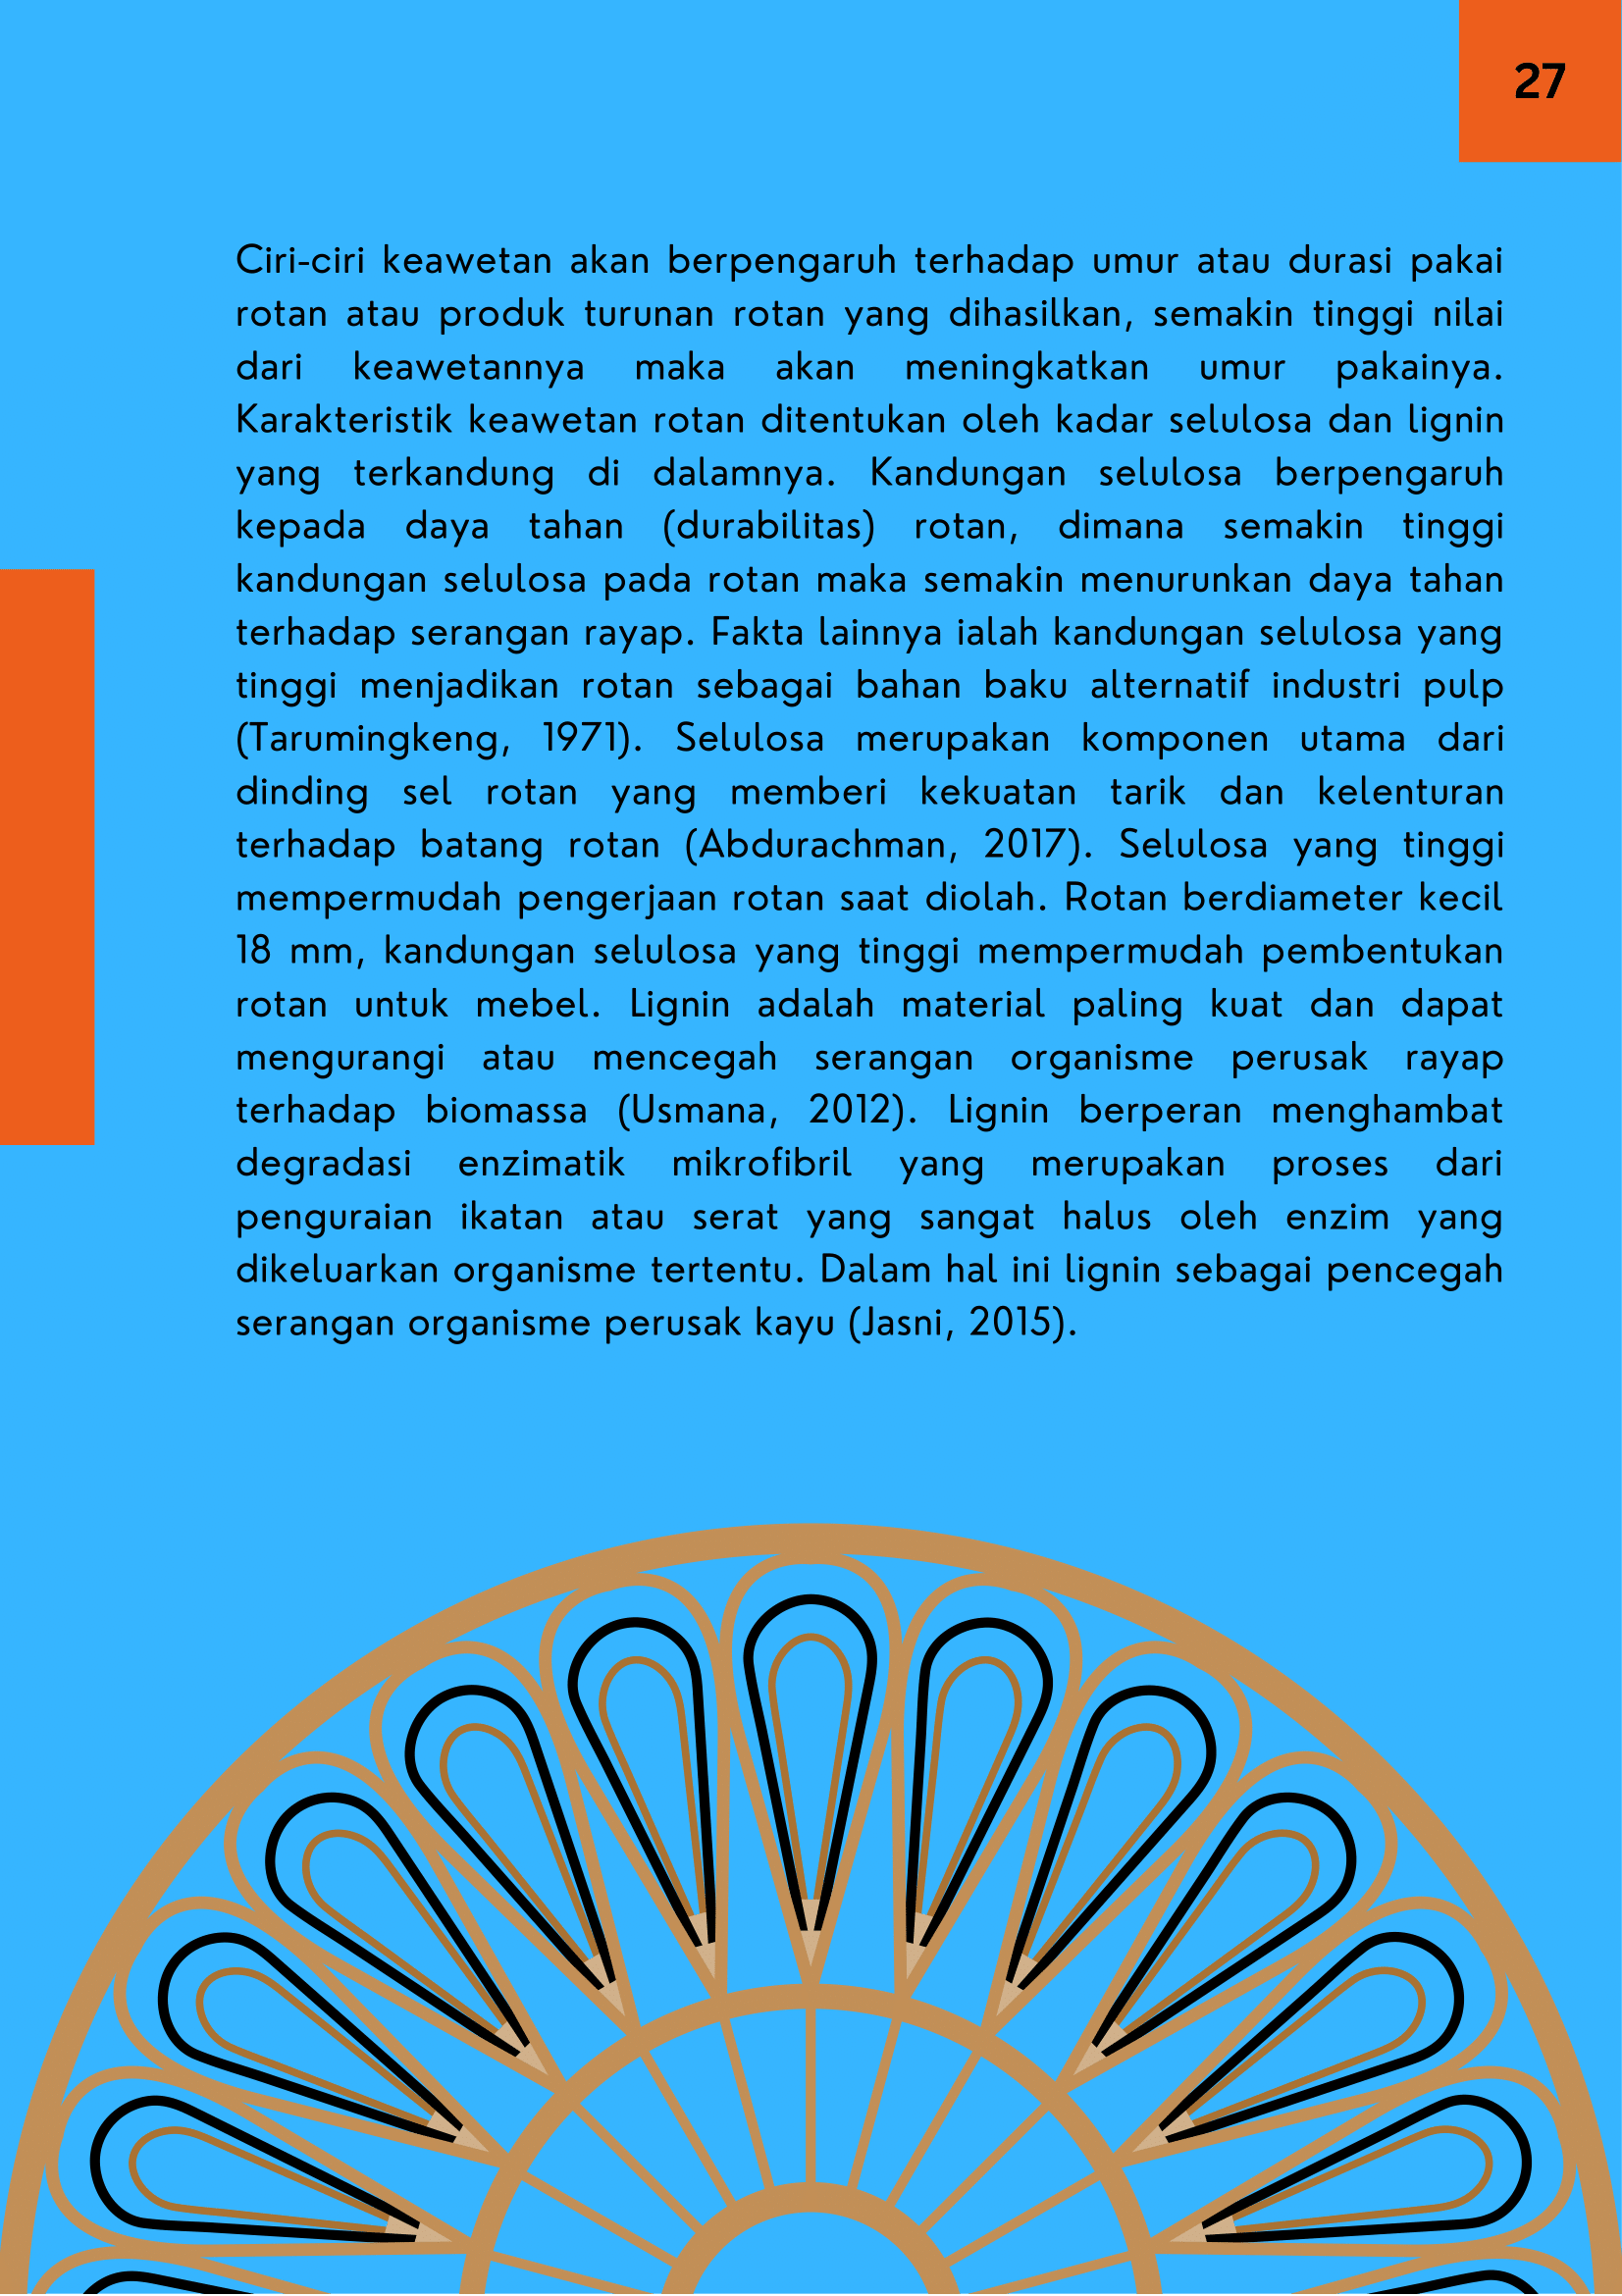 27
Ciri-ciri keawetan akan berpengaruh terhadap umur atau durasi pakai
rotan atau produk turunan rotan yang dihasilkan, semakin tinggi nilai
dari keawetannya maka akan meningkatkan umur pakainya.
Karakteristik keawetan rotan ditentukan oleh kadar selulosa dan lignin
yang terkandung di dalamnya. Kandungan selulosa berpengaruh
kepada daya tahan (durabilitas) rotan, dimana semakin tinggi
kandungan selulosa pada rotan maka semakin menurunkan daya tahan
terhadap serangan rayap. Fakta lainnya ialah kandungan selulosa yang
tinggi menjadikan rotan sebagai bahan baku alternatif industri pulp
(Tarumingkeng, 1971). Selulosa merupakan komponen utama dari
dinding sel rotan yang memberi kekuatan tarik dan kelenturan
terhadap batang rotan (Abdurachman, 2017). Selulosa yang tinggi
mempermudah pengerjaan rotan saat diolah. Rotan berdiameter kecil
18 mm, kandungan selulosa yang tinggi mempermudah pembentukan
rotan untuk mebel. Lignin adalah material paling kuat dan dapat
mengurangi atau mencegah serangan organisme perusak rayap
terhadap biomassa (Usmana, 2012). Lignin berperan menghambat
degradasi enzimatik mikrofibril yang merupakan proses dari
penguraian ikatan atau serat yang sangat halus oleh enzim yang
dikeluarkan organisme tertentu. Dalam hal ini lignin sebagai pencegah
serangan organisme perusak kayu (Jasni, 2015).